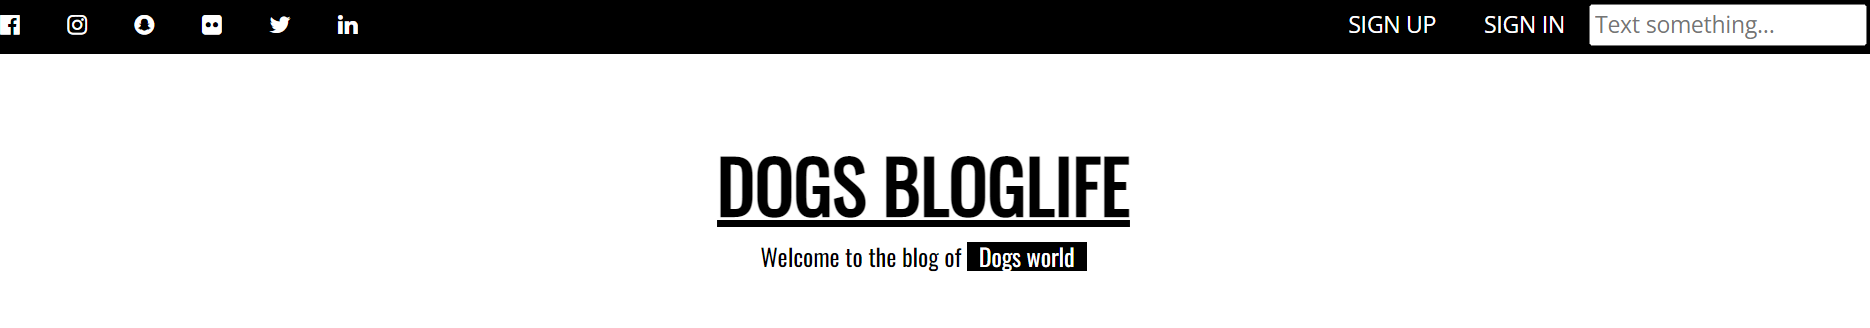 SIGN UP SIGN IN Text something...
DOGS BLOGLIFE
Welcome to the blog of Dogs world